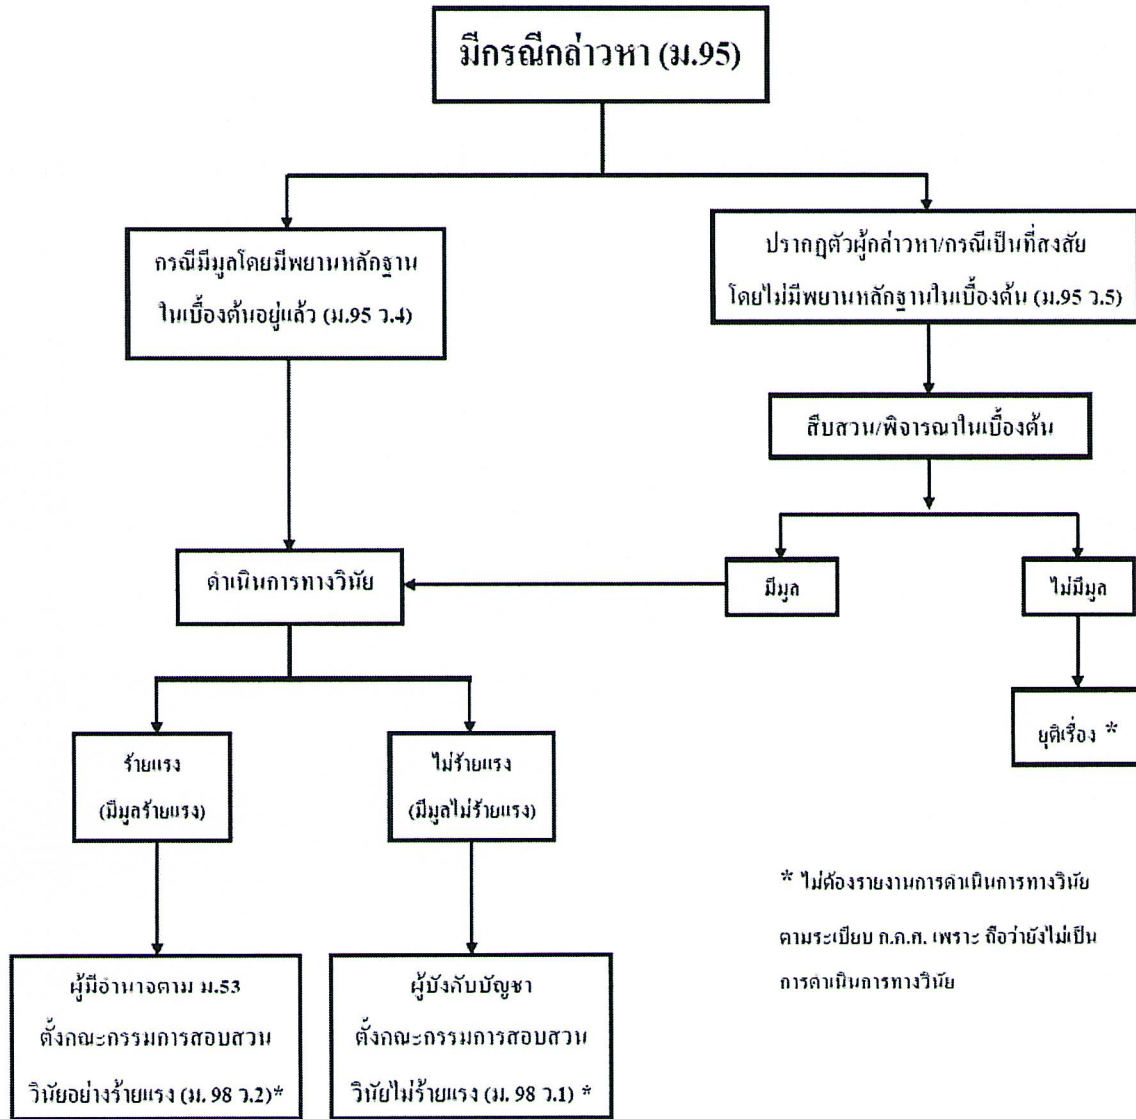 มีกรณีกล่าวหา (ม.95)
กรณีมีมูลโดยมีพยานหลักฐาน
ในเบื้องต้นอยู่แล้ว (ม.95 ว.4)
ปรากฏตัวผู้กล่าวหา/กรณีเป็นที่สงสัย
โดยไม่มีพยานหลักฐานในเบื้องต้น (ม.95 ว.5)
สืบสวน/พิจารณาในเบื้องต้น
ดำเนินการทางวินัย
มีมูล
ไม่มีมูล
ยุติเรื่อง *
ร้ายแรง
(มีมูลร้ายแรง)
ไม่ร้ายแรง
(มีมูลไม่ร้ายแรง)
ผู้มีอำนาจตาม ม.53
ตั้งคณะกรรมการสอบสวน
วินัยอย่างร้ายแรง (ม. 98 ว.2)*
ผู้บังคับบัญชา
ตั้งคณะกรรมการสอบสวน
วินัยไม่ร้ายแรง (ม. 98 ว.1) *
* ไม่ต้องรายงานการดำเนินการทางวินัย
ตามระเบียบ ก.ค.ศ. เพราะ ถือว่ายังไม่เป็น
การดำเนินการทางวินัย